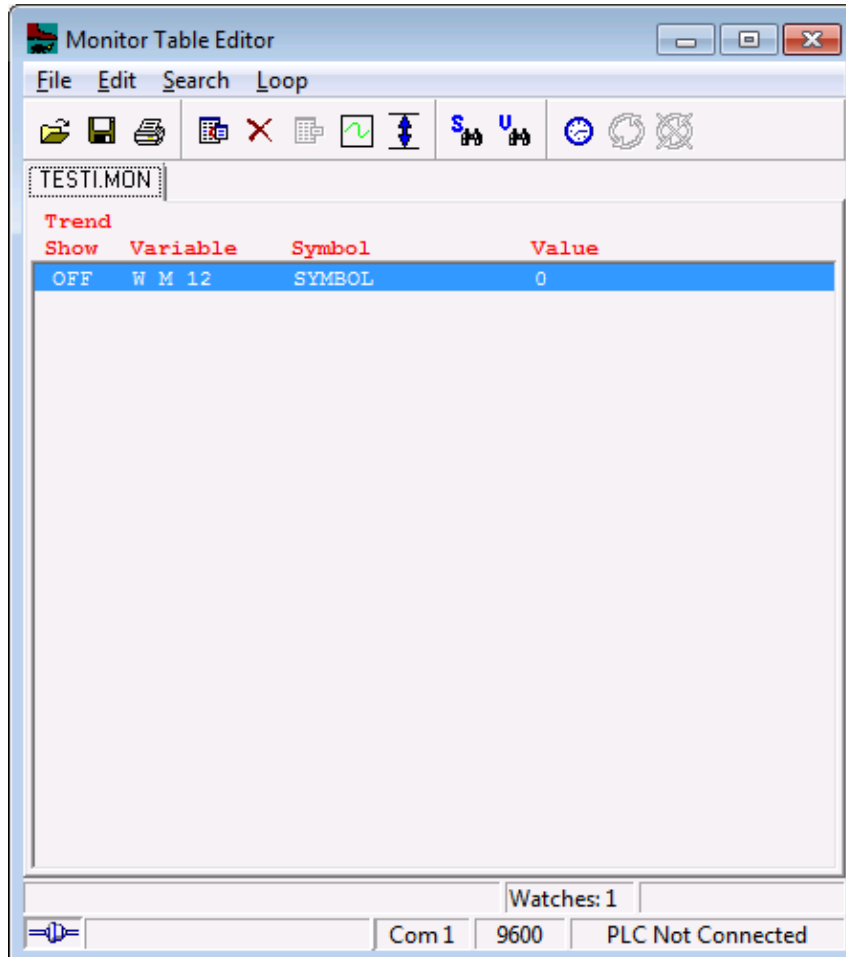 Monitor Table Editor
File Edit Search Loop
S V
TESTI.MON
Trend
Show Variable Symbol Value
OFF W M 12 SYMBOL 0
Watches: 1
Com 1 9600 PLC Not Connected